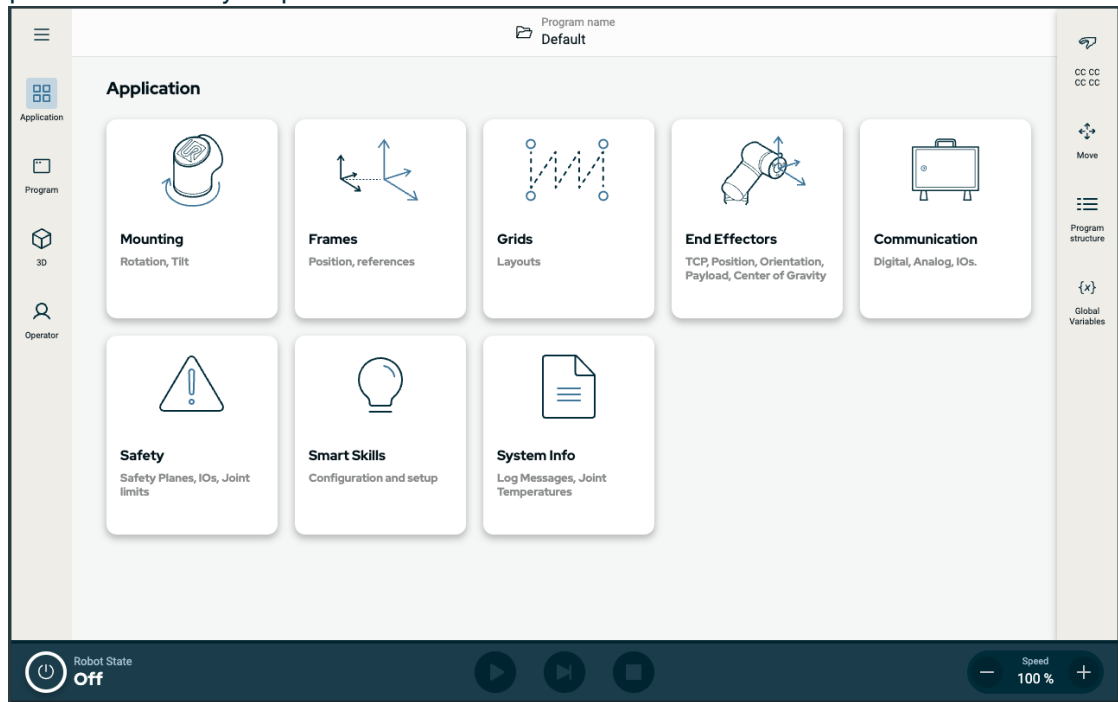 Program name
Default
CC CC
CC CC
Application
Application
Program
3D
Operator
Mounting
Rotation, Tilt
Frames
Position, references
Grids
Layouts
End Effectors
TCP, Position, Orientation,
Payload, Center of Gravity
Communication
Digital, Analog, IOs.
Safety
Safety Planes, IOs, Joint
limits
Smart Skills
Configuration and setup
System Info
Log Messages, Joint
Temperatures
Move
Program
structure
{x}
Global
Variables
Robot State
Off
Speed
100 %